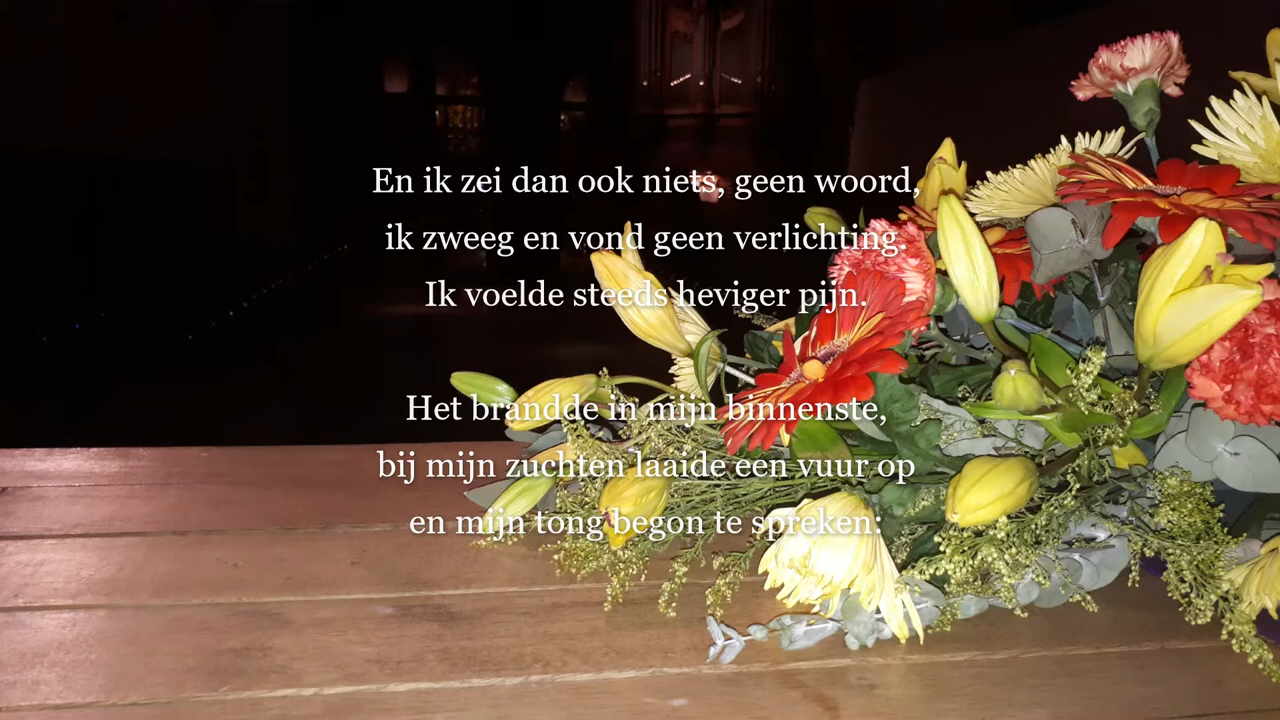 En ik zei dan ook niets, geen woord,
ik zweeg en vond geen verlichting.
Ik voelde steeds heviger pijn.
Het brandde in mijn binnenste,
bij mijn zuchten laaide een vuur op
en mijn tong begon te spreken: